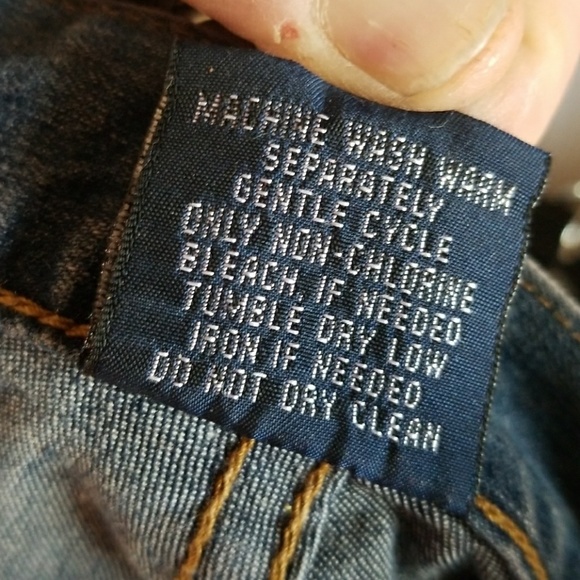 MACHINE WASH WARM
SEPARATELY
GENTLE CYCLE
ONLY NON-CHLORINE
BLEACH, IF NEEDED
TUMBLE DRY LOW
IRON IF NEEDED
DO NOT DRY CLEAN